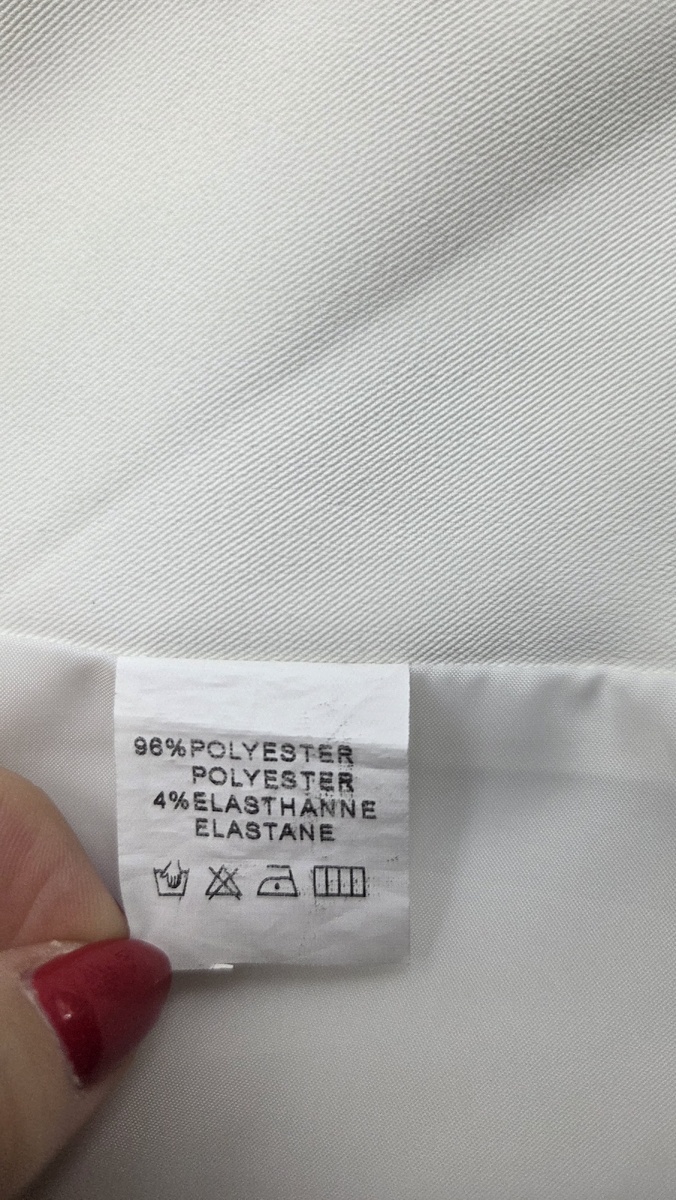 96%POLYESTER
POLYESTER
4%ELASTHANNE
ELASTANE